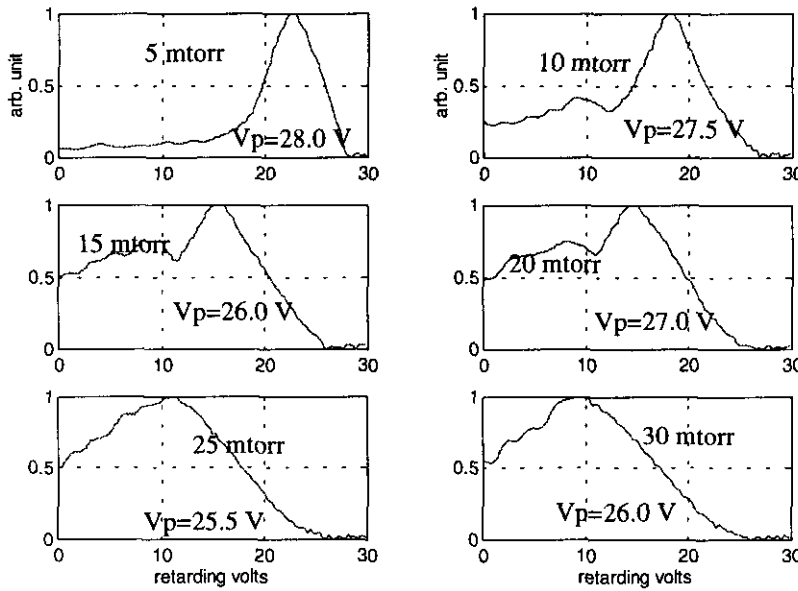 1
0.5
0
arb. unit
5 mtorr
Vp=28.0 V
0 10 20 30
1
0.5
0
arb. unit
10 mtorr
Vp=27.5 V
0 10 20 30
1
0.5
0
15 mtorr
Vp=26.0 V
0 10 20 30
1
0.5
0
20 mtorr
Vp=27.0 V
0 10 20 30
1
0.5
0
25 mtorr
Vp=25.5 V
0 10 20 30
retarding volts
1
0.5
0
30 mtorr
Vp=26.0 V
0 10 20 30
retarding volts